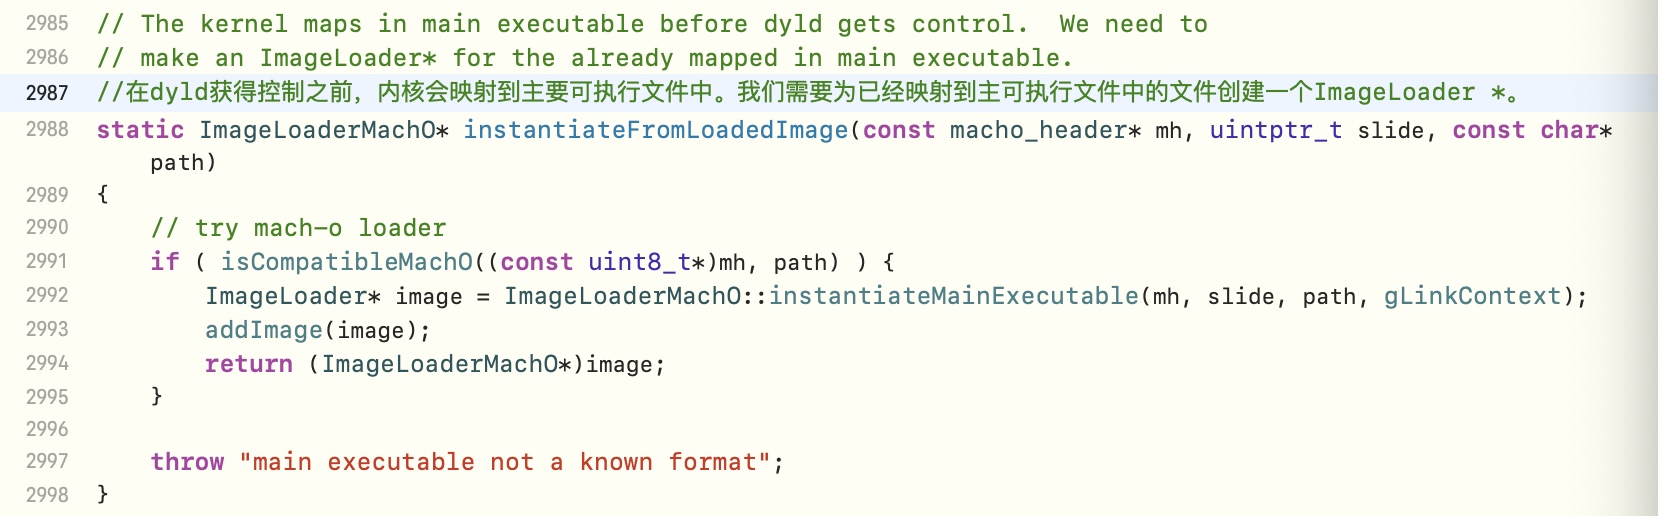 2985 // The kernel maps in main executable before dyld gets control.  We need to
2986 // make an ImageLoader* for the already mapped in main executable.
2987 //在dyld获得控制之前，内核会映射到主要可执行文件中。我们需要为已经映射到主可执行文件中的文件创建一个ImageLoader *。
2988 static ImageLoaderMachO* instantiateFromLoadedImage(const macho_header* mh, uintptr_t slide, const char*
path)
2989 {
2990 // try mach-o loader
2991 if ( isCompatibleMachO((const uint8_t*)mh, path) ) {
2992 ImageLoader* image = ImageLoaderMachO::instantiateMainExecutable(mh, slide, path, gLinkContext);
2993 addImage(image);
2994 return (ImageLoaderMachO*)image;
2995 }
2996
2997 throw "main executable not a known format";
2998 }